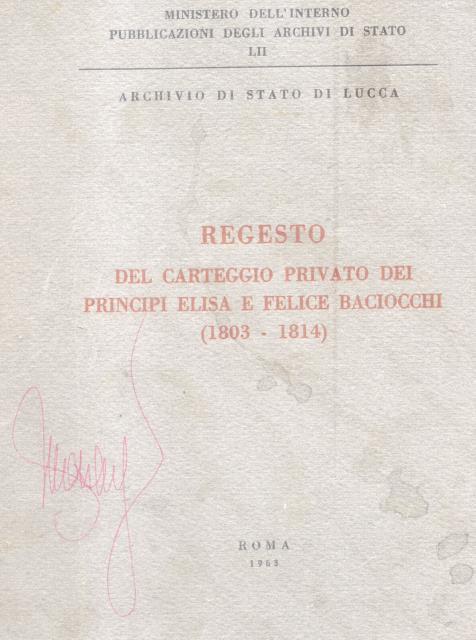 MINISTERO DELL'INTERNO
PUBBLICAZIONI DEGLI ARCHIVI DI STATO
LII
ARCHIVIO DI STATO DI LUCCA
REGESTO
DEL CARTEGGIO PRIVATO DEI
PRINCIPI ELISA E FELICE BACIOCCHI
(1803 - 1814)
ROMA
1963